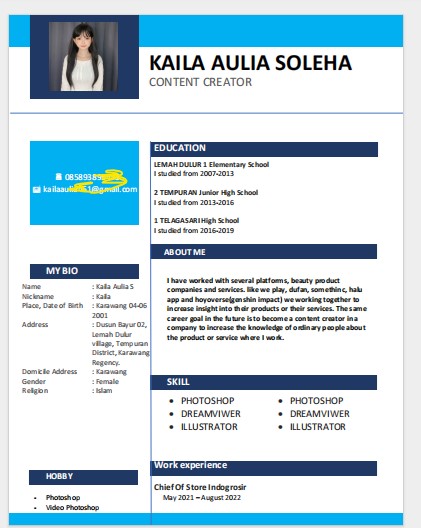 KAILA AULIA SOLEHA
CONTENT CREATOR
EDUCATION
LEMAH DULUR 1 Elementary School
I studied from 2007-2013
2 TEMPURAN Junior High School
I studied from 2013-2016
1 TELAGASARI High School
I studied from 2016-2019
ABOUT ME
I have worked with several platforms, beauty product
companies and services. like we play, dufan, somethinc, halu
app and hoyoverse(genshin impact) we working together to
increase insight into their products or their services. The same
career goal in the future is to become a content creator in a
company to increase the knowledge of ordinary people about
the product or service where I work.
MY BIO
Name : Kaila Aulia S
Nickname : Kaila
Place, Date of Birth : Karawang 04-06
2001
Address : Dusun Bayur 02,
Lemah Dulur
village, Tempuran
District, Karawang
Regency.
Domicile Address : Karawang
Gender : Female
Religion : Islam
SKILL
• PHOTOSHOP
• DREAMVIWER
• ILLUSTRATOR
• PHOTOSHOP
• DREAMVIWER
• ILLUSTRATOR
HOBBY
• Photoshop
• Video Photoshop
Work experience
Chief Of Store Indogrosir
May 2021 – August 2022